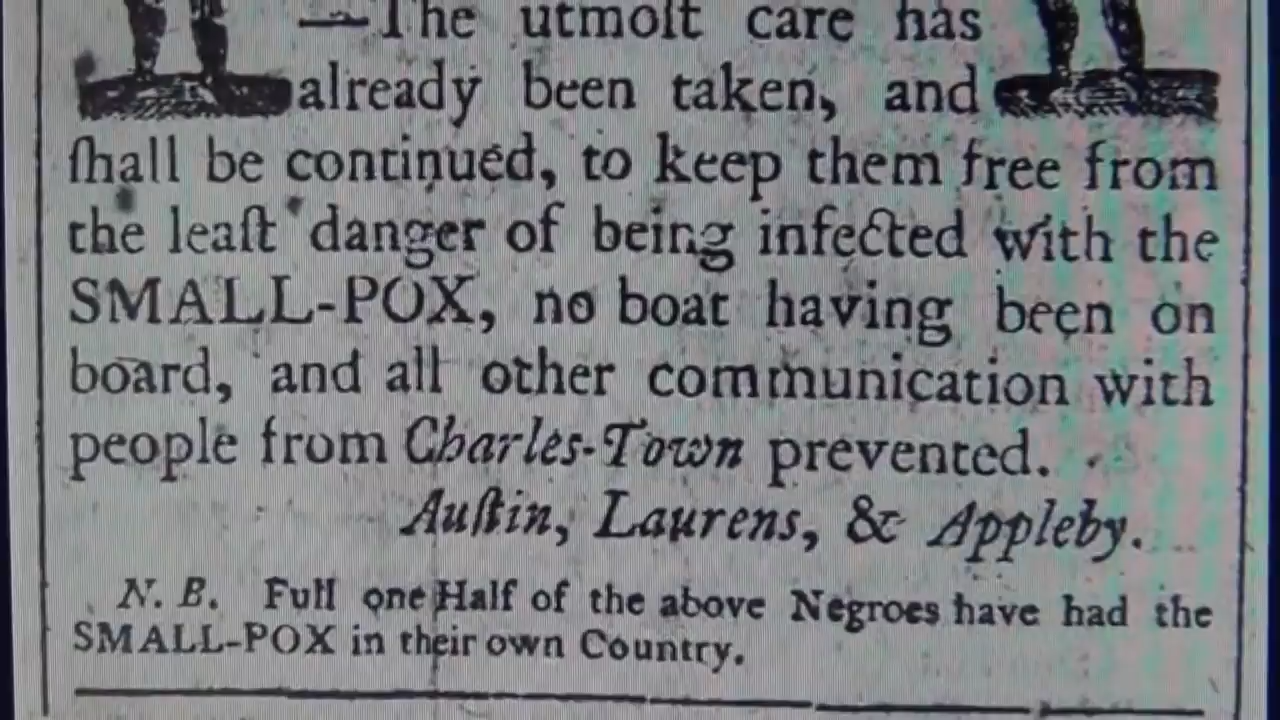 —The utmoſt care has
already been taken, and
ſhall be continued, to keep them free from
the leaſt danger of being infected with the
SMALL-POX, no boat having been on
board, and all other communication with
people from Charles-Town prevented.
Auſtin, Laurens, & Appleby.
N. B. Full one Half of the above Negroes have had the
SMALL-POX in their own Country.